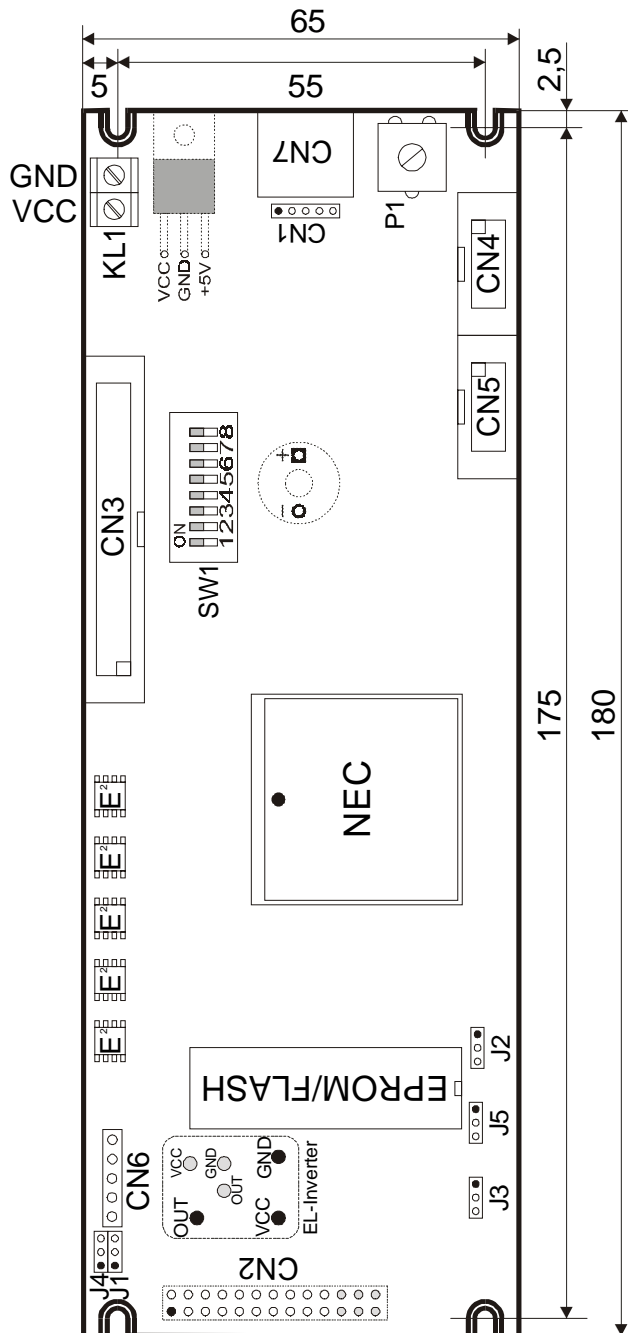 65
5
55
2,5
GND
VCC
KL1
VCC
GND
+5V
CN7
CN1
P1
CN4
CN5
CN3
ON
12345678
SW1
+
−
175
180
NEC
E²
E²
E²
E²
E²
EPROM/FLASH
J2
J5
J3
CN6
VCC
GND
OUT
GND
OUT
VCC
EL-Inverter
J4
J1
CN2